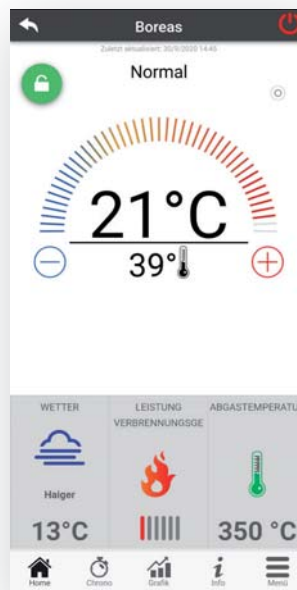 Boreas
Zuletzt aktualisiert: 20/9/2020 14:45
Normal
21°C
39°
WETTER
LEISTUNG
VERBRENNUNGSGE
ABGASTEMPERATU
Haiger
13°C
350 °C
Home
Chrono
Grafik
Info
Menü